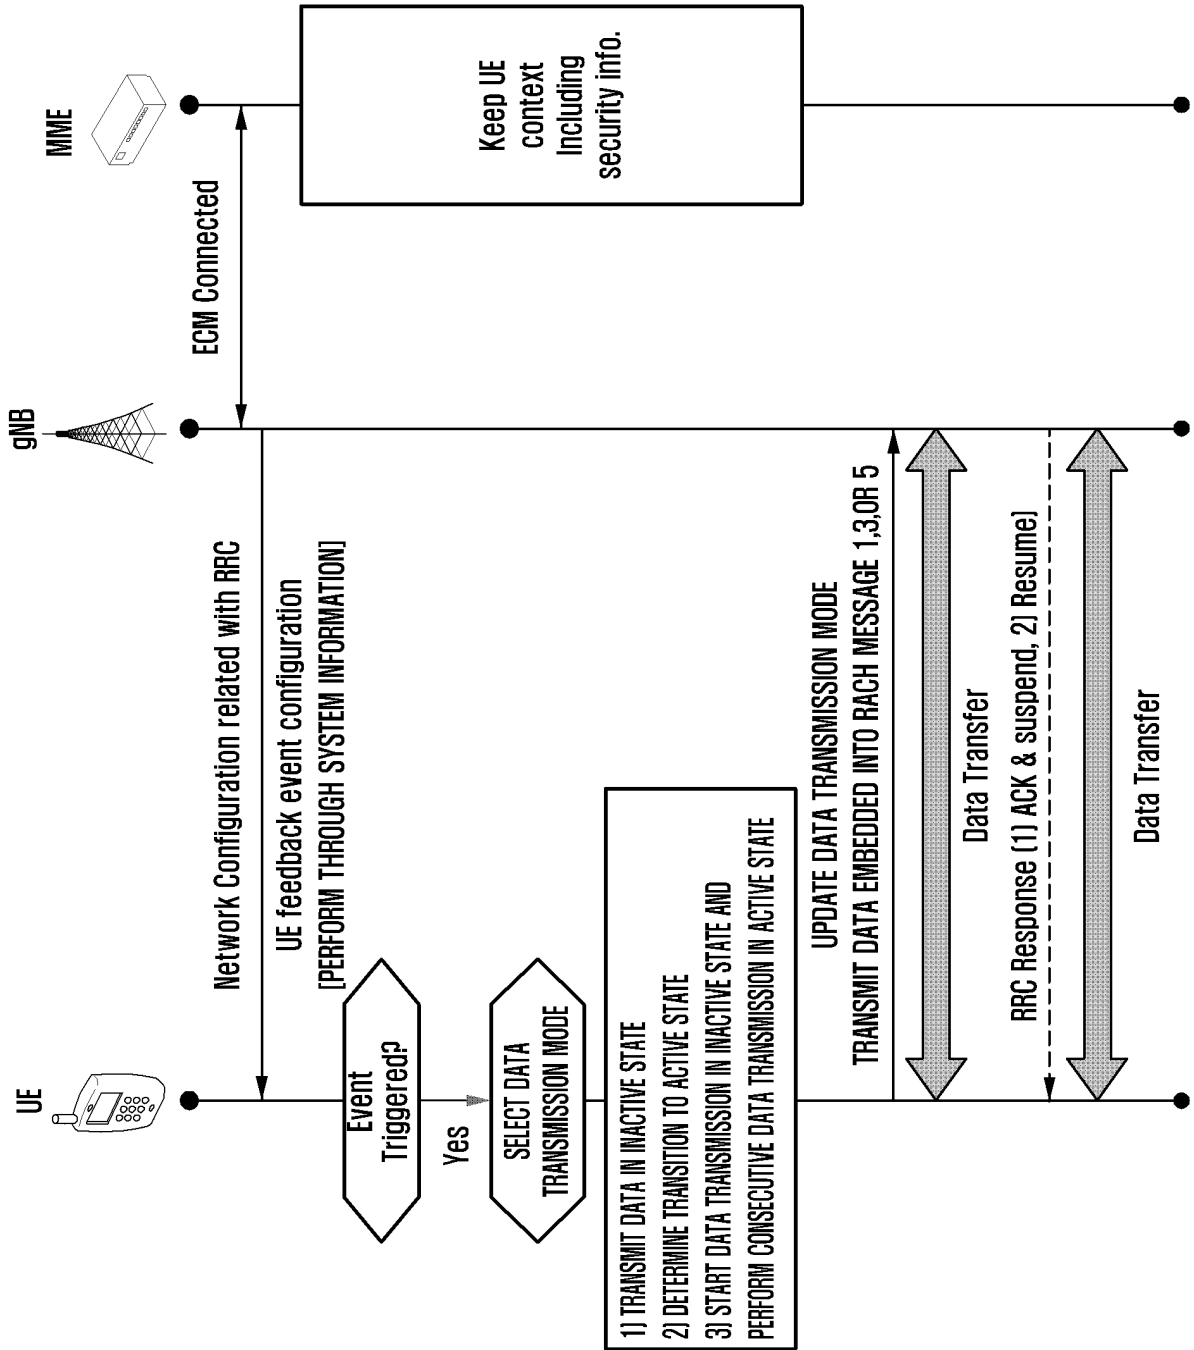 UE
gNB
MME
ECM Connected
Network Configuration related with RRC
UE feedback event configuration
[PERFORM THROUGH SYSTEM INFORMATION]
Keep UE
context
Including
security info.
Event
Triggered?
Yes
SELECT DATA
TRANSMISSION MODE
1) TRANSMIT DATA IN INACTIVE STATE
2) DETERMINE TRANSITION TO ACTIVE STATE
3) START DATA TRANSMISSION IN INACTIVE STATE AND
PERFORM CONSECUTIVE DATA TRANSMISSION IN ACTIVE STATE
UPDATE DATA TRANSMISSION MODE
TRANSMIT DATA EMBEDDED INTO RACH MESSAGE 1,3,OR 5
Data Transfer
RRC Response (1) ACK & suspend, 2) Resume]
Data Transfer